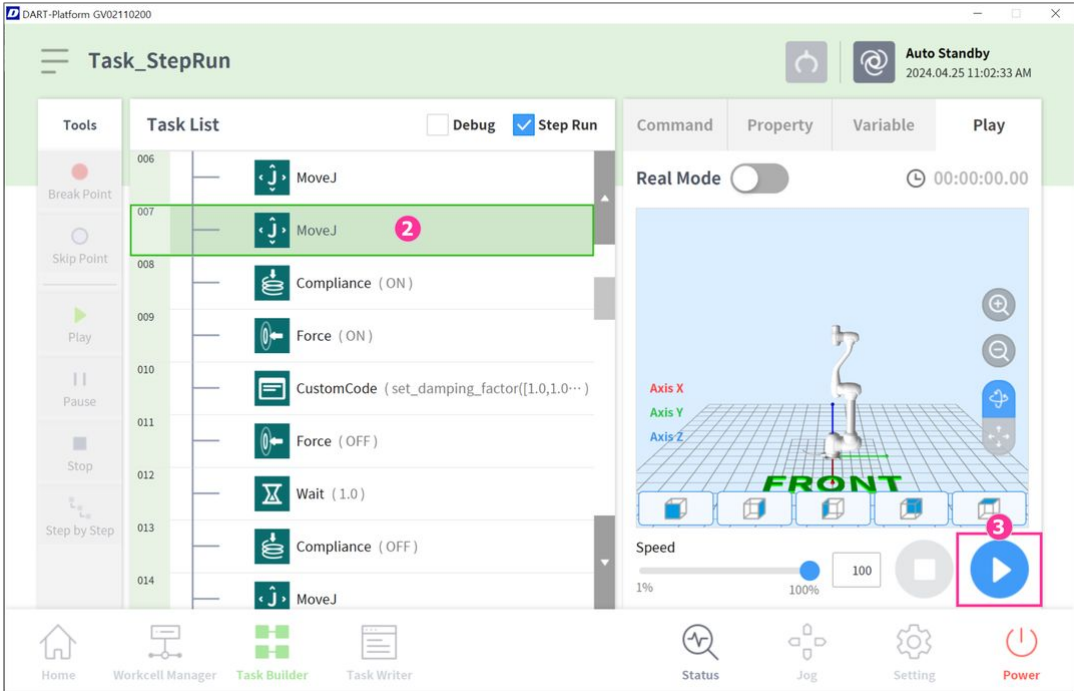 DART-Platform GV02110200
Task_StepRun
Auto Standby
2024.04.25 11:02:33 AM
Tools
Task List
Debug
Step Run
Command
Property
Variable
Play
Break Point
Skip Point
Play
Pause
Stop
Step by Step
006
MoveJ
007
MoveJ
2
008
Compliance (ON)
009
Force (ON)
010
CustomCode (set_damping_factor([1.0,1.0⋯)
011
Force (OFF)
012
Wait (1.0)
013
Compliance (OFF)
014
MoveJ
Real Mode
00:00:00.00
Axis X
Axis Y
Axis Z
FRONT
3
Speed
1%
100%
100
Home
Workcell Manager
Task Builder
Task Writer
Status
Jog
Setting
Power